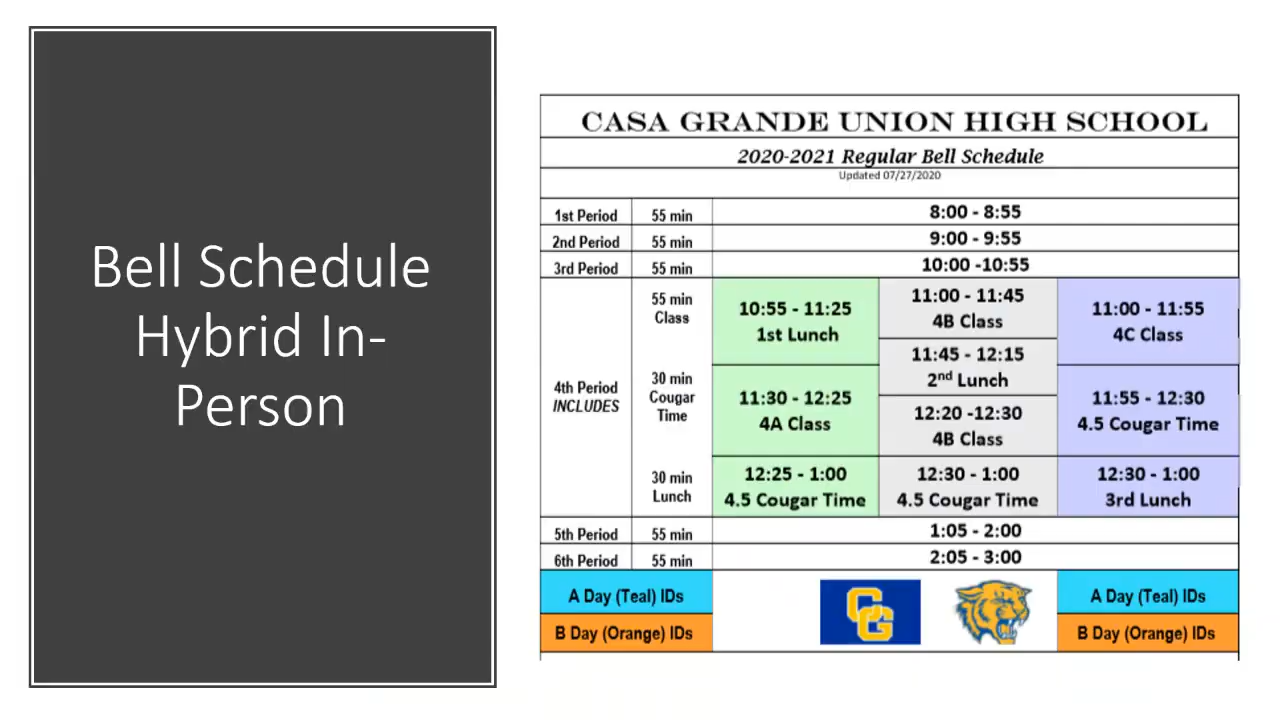 Bell Schedule
Hybrid In-
Person
CASA GRANDE UNION HIGH SCHOOL
2020-2021 Regular Bell Schedule
Updated 07/27/2020
1st Period 55 min 8:00 - 8:55
2nd Period 55 min 9:00 - 9:55
3rd Period 55 min 10:00 -10:55
4th Period
INCLUDES
55 min
Class
30 min
Cougar
Time
30 min
Lunch
10:55 - 11:25
1st Lunch
11:30 - 12:25
4A Class
12:25 - 1:00
4.5 Cougar Time
11:00 - 11:45
4B Class
11:45 - 12:15
2nd Lunch
12:20 -12:30
4B Class
12:30 - 1:00
4.5 Cougar Time
11:00 - 11:55
4C Class
11:55 - 12:30
4.5 Cougar Time
12:30 - 1:00
3rd Lunch
5th Period 55 min 1:05 - 2:00
6th Period 55 min 2:05 - 3:00
A Day (Teal) IDs
B Day (Orange) IDs
CG
A Day (Teal) IDs
B Day (Orange) IDs